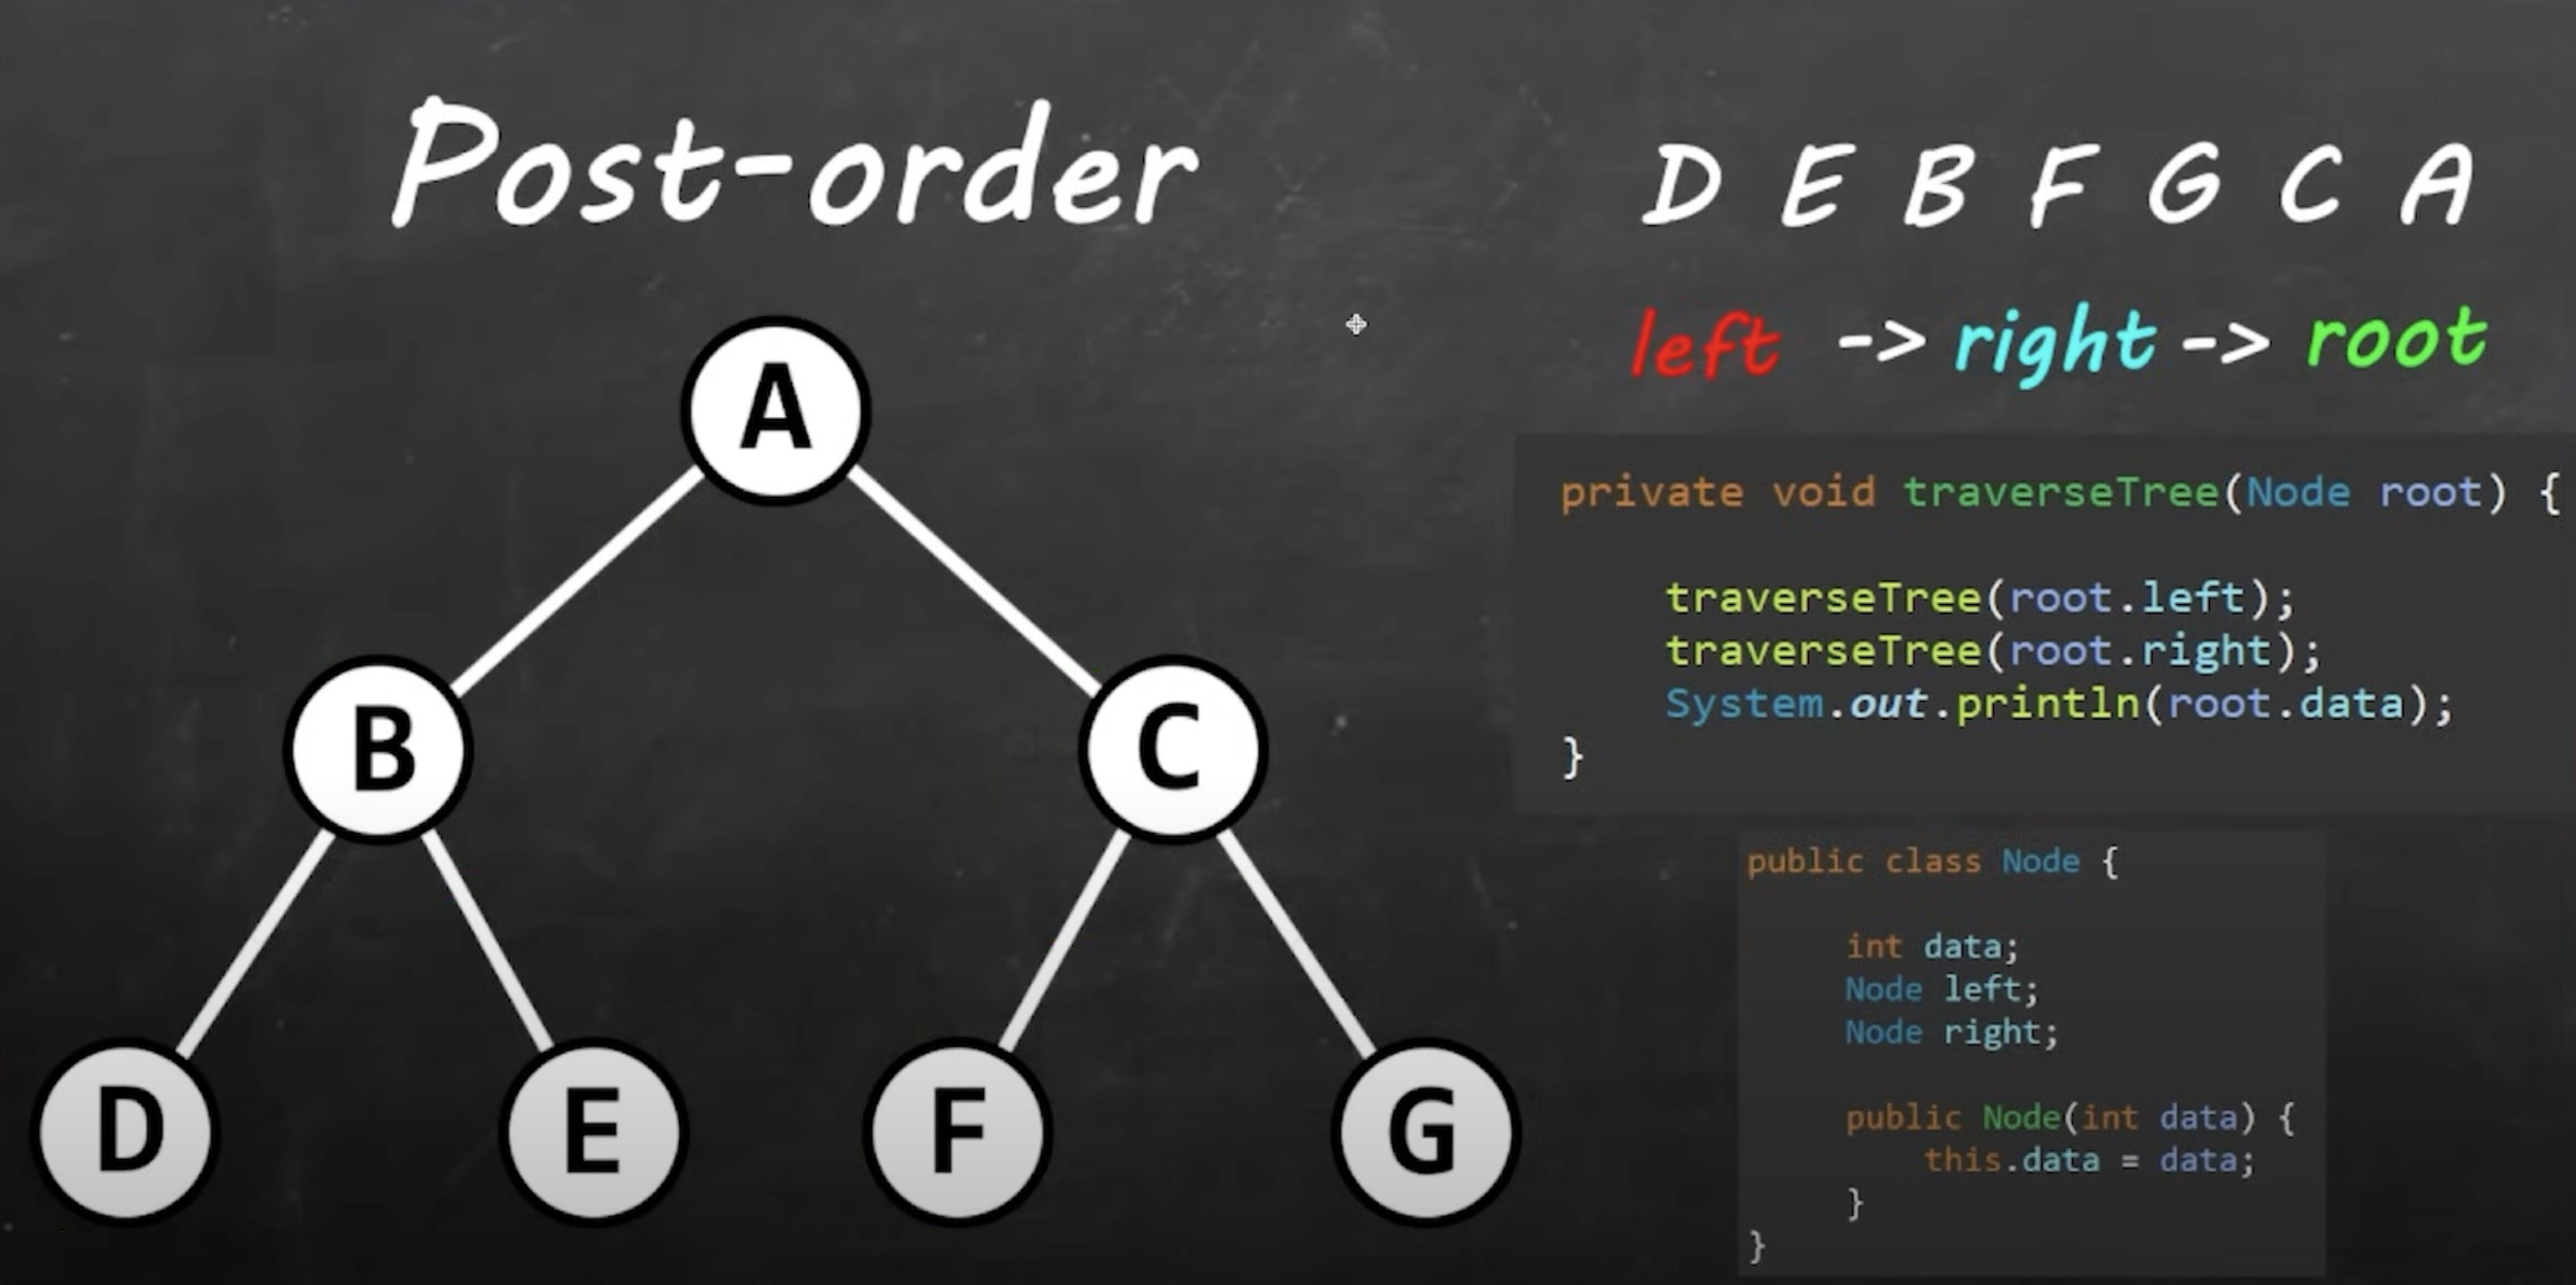 Post-order
A
B
C
D
E
F
G
D E B F G C A
left -> right -> root
private void traverseTree(Node root) {
traverseTree(root.left);
traverseTree(root.right);
System.out.println(root.data);
}
public class Node {
int data;
Node left;
Node right;
public Node(int data) {
this.data = data;
}
}